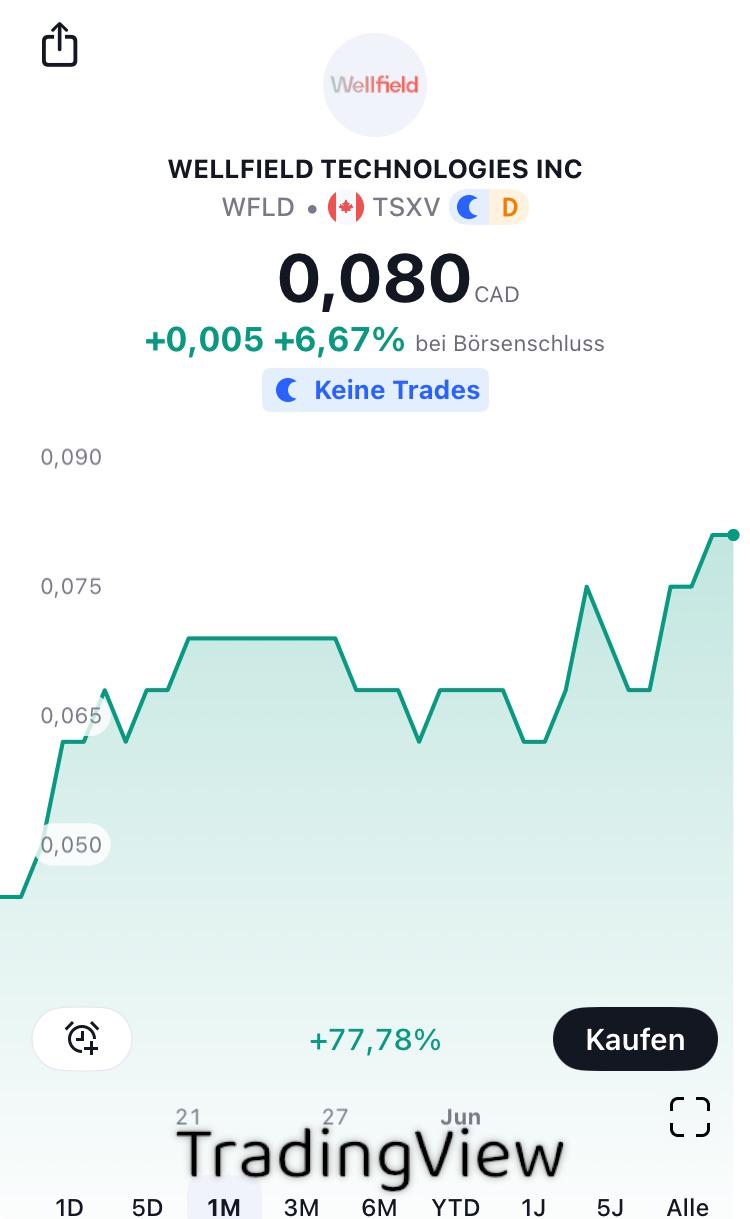 Wellfield
WELLFIELD TECHNOLOGIES INC
WFLD • TSXV D
0,080 CAD
+0,005 +6,67% bei Börsenschluss
Keine Trades
0,090
0,075
0,065
0,050
+77,78% Kaufen
21 27 Jun
TradingView
1D 5D 1M 3M 6M YTD 1J 5J Alle